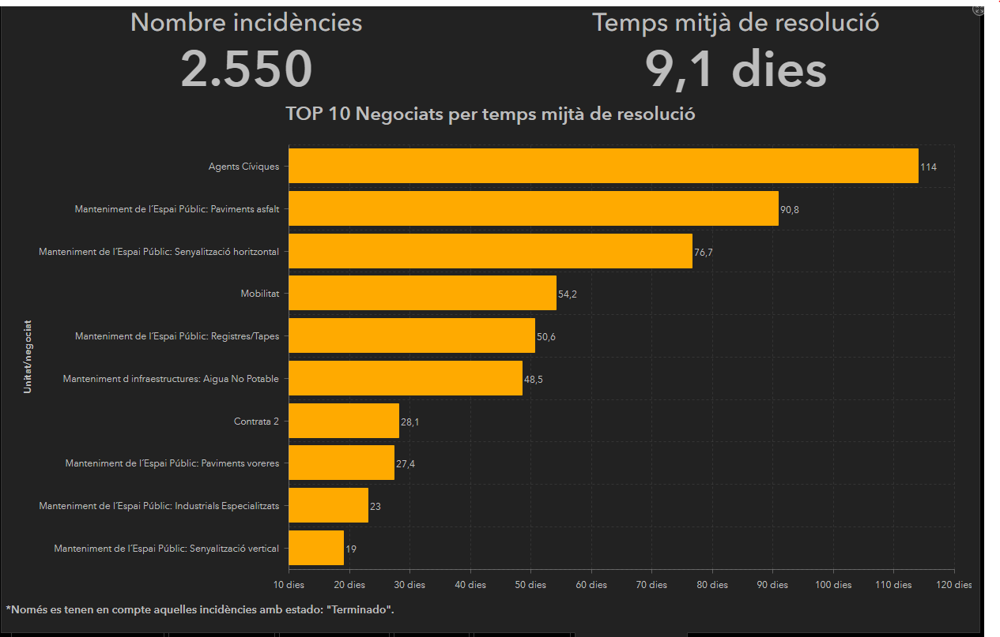 Nombre incidències
2.550
Temps mitjà de resolució
9,1 dies
TOP 10 Negociats per temps mijtà de resolució
Unitat/negociat
Agents Cíviques 114
Manteniment de l´Espai Públic: Paviments asfalt 90,8
Manteniment de l´Espai Públic: Senyalització horitzontal 76,7
Mobilitat 54,2
Manteniment de l´Espai Públic: Registres/Tapes 50,6
Manteniment d infraestructures: Aigua No Potable 48,5
Contrata 2 28,1
Manteniment de l´Espai Públic: Paviments voreres 27,4
Manteniment de l´Espai Públic: Industrials Especialitzats 23
Manteniment de l´Espai Públic: Senyalització vertical 19
10 dies 20 dies 30 dies 40 dies 50 dies 60 dies 70 dies 80 dies 90 dies 100 dies 110 dies 120 dies
*Només es tenen en compte aquelles incidències amb estado: "Terminado".